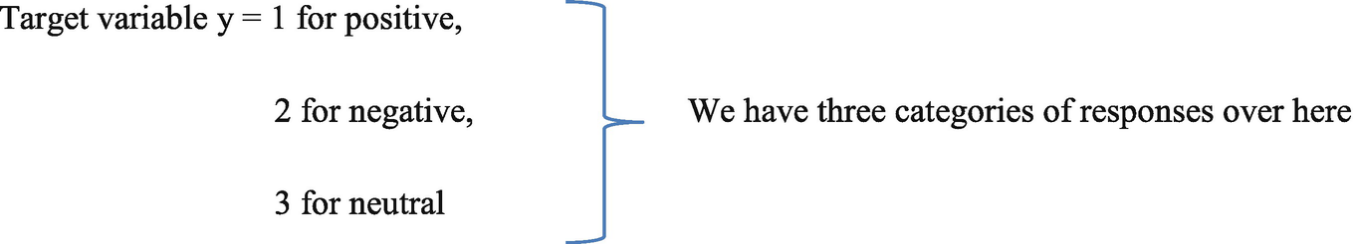 Target variable y = 1 for positive,
2 for negative,
We have three categories of responses over here
3 for neutral